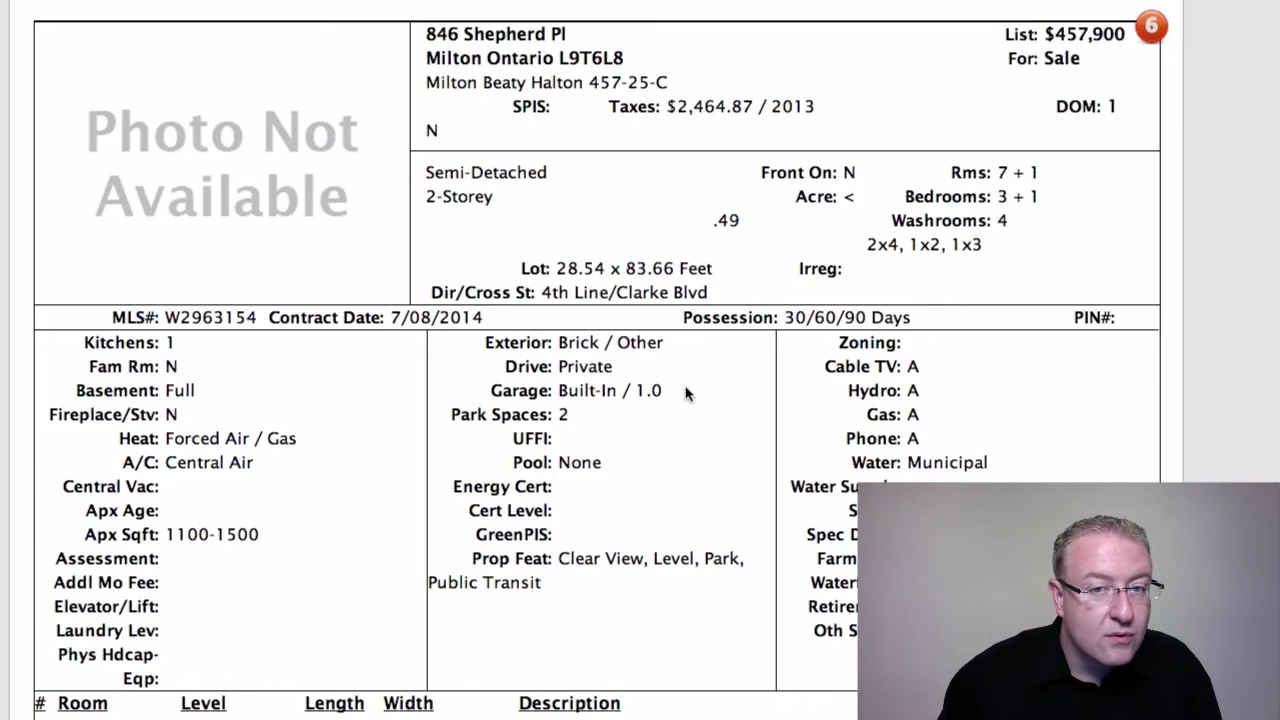 Photo Not
Available
846 Shepherd Pl
List: $457,900
6
Milton Ontario L9T6L8
For: Sale
Milton Beaty Halton 457-25-C
SPIS: Taxes: $2,464.87 / 2013 DOM: 1
N
Semi-Detached Front On: N Rms: 7 + 1
2-Storey Acre: < Bedrooms: 3 + 1
.49 Washrooms: 4
2x4, 1x2, 1x3
Lot: 28.54 x 83.66 Feet Irreg:
Dir/Cross St: 4th Line/Clarke Blvd
MLS#: W2963154 Contract Date: 7/08/2014 Possession: 30/60/90 Days PIN#:
Kitchens: 1
Fam Rm: N
Basement: Full
Fireplace/Stv: N
Heat: Forced Air / Gas
A/C: Central Air
Central Vac:
Apx Age:
Apx Sqft: 1100-1500
Assessment:
Addl Mo Fee:
Elevator/Lift:
Laundry Lev:
Phys Hdcap-
Eqp:
Exterior: Brick / Other
Drive: Private
Garage: Built-In / 1.0
Park Spaces: 2
UFFI:
Pool: None
Energy Cert:
Cert Level:
GreenPIS:
Prop Feat: Clear View, Level, Park,
Public Transit
Zoning:
Cable TV: A
Hydro: A
Gas: A
Phone: A
Water: Municipal
Water
Spec
Farm
Oth
# Room Level Length Width Description